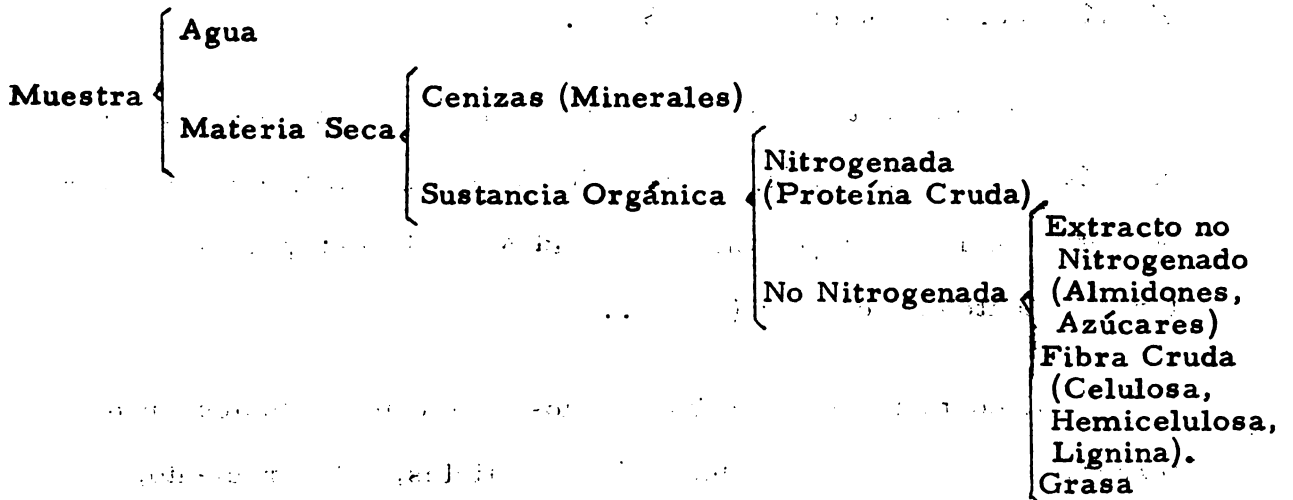 Agua
Muestra
Materia Seca
Cenizas (Minerales)
Sustancia Orgánica
Nitrogenada
(Proteína Cruda)
No Nitrogenada
Extracto no
Nitrogenado
(Almidones,
Azúcares)
Fibra Cruda
(Celulosa,
Hemicelulosa,
Lignina).
Grasa